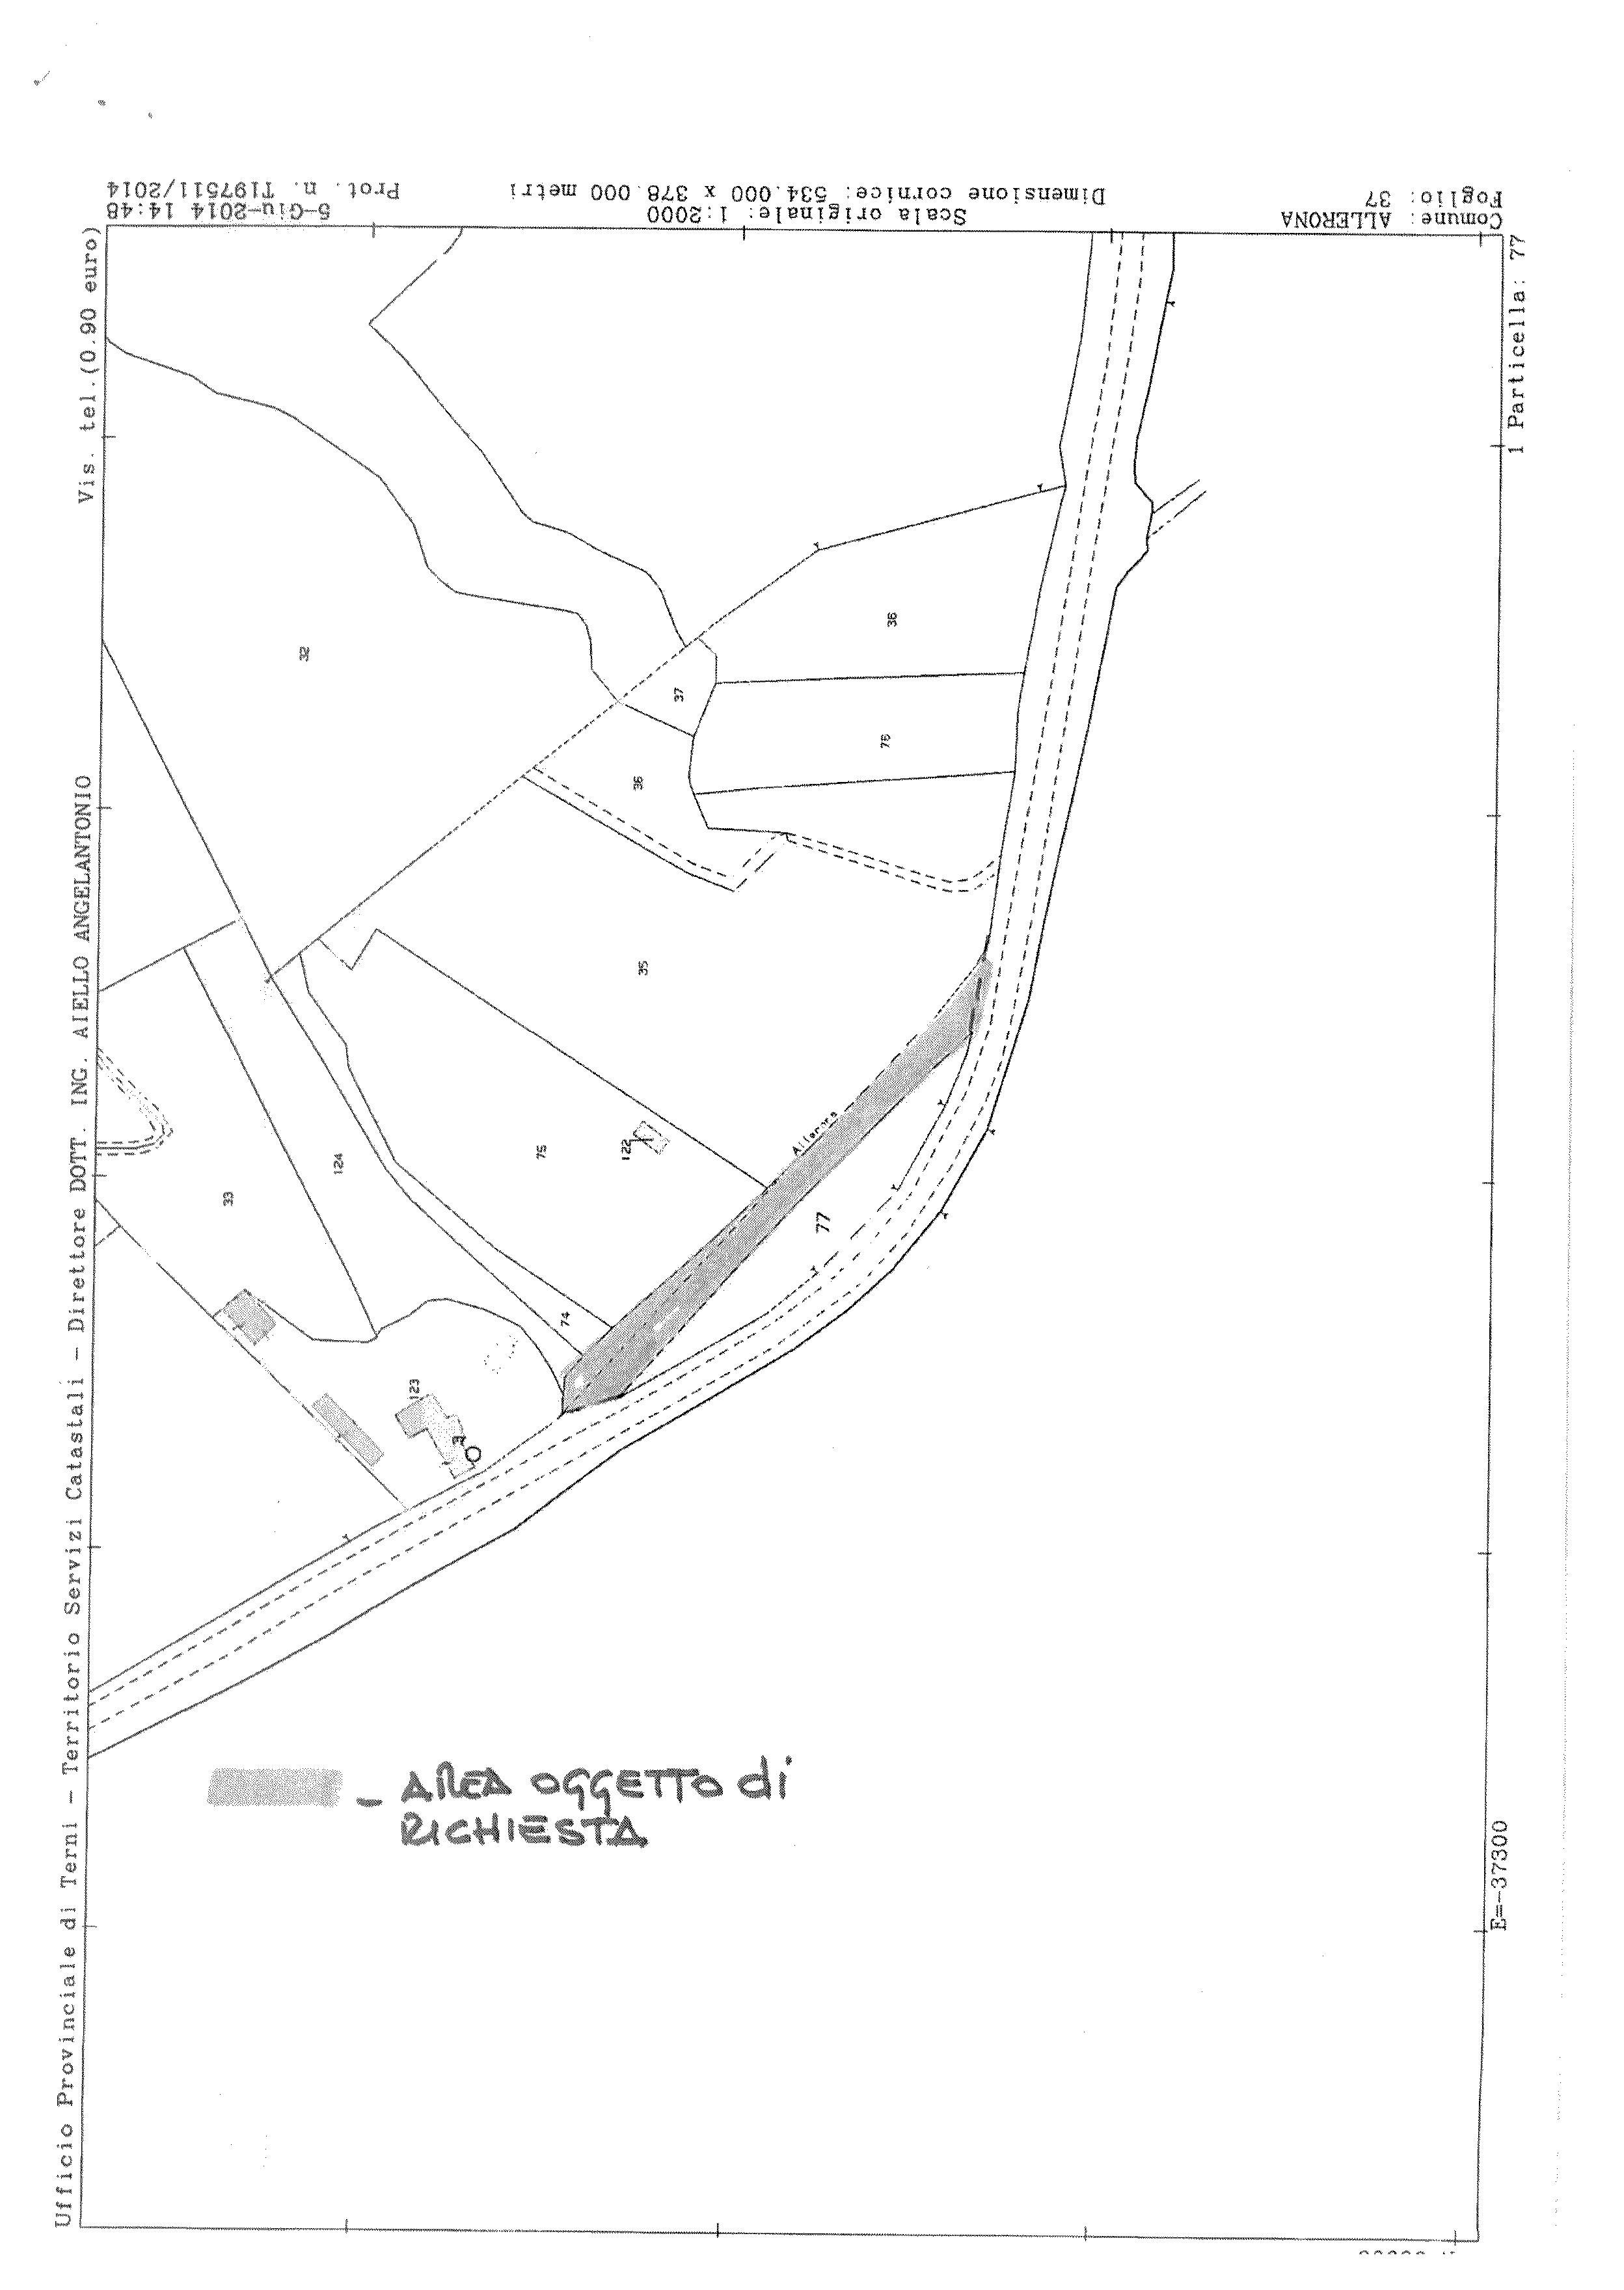 Comune: ALLERONA
Foglio: 37
Scala originale: 1:2000
Dimensione cornice: 534.000 x 378.000 metri
5-Giu-2014 14:48
Prot. n. T197511/2014
Ufficio Provinciale di Terni - Territorio Servizi Catastali - Direttore DOTT. ING. AIELLO ANGELANTONIO
Vis. tel.(0.90 euro)
1 Particella: 77
E=-37300
32
36
37
76
36
35
33
124
75
122
Allerona
77
74
123
AREA OGGETTO di
RICHIESTA